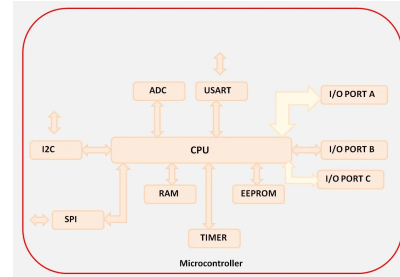 ADC
USART
I/O PORT A
I2C
CPU
I/O PORT B
I/O PORT C
RAM
EEPROM
SPI
TIMER
Microcontroller